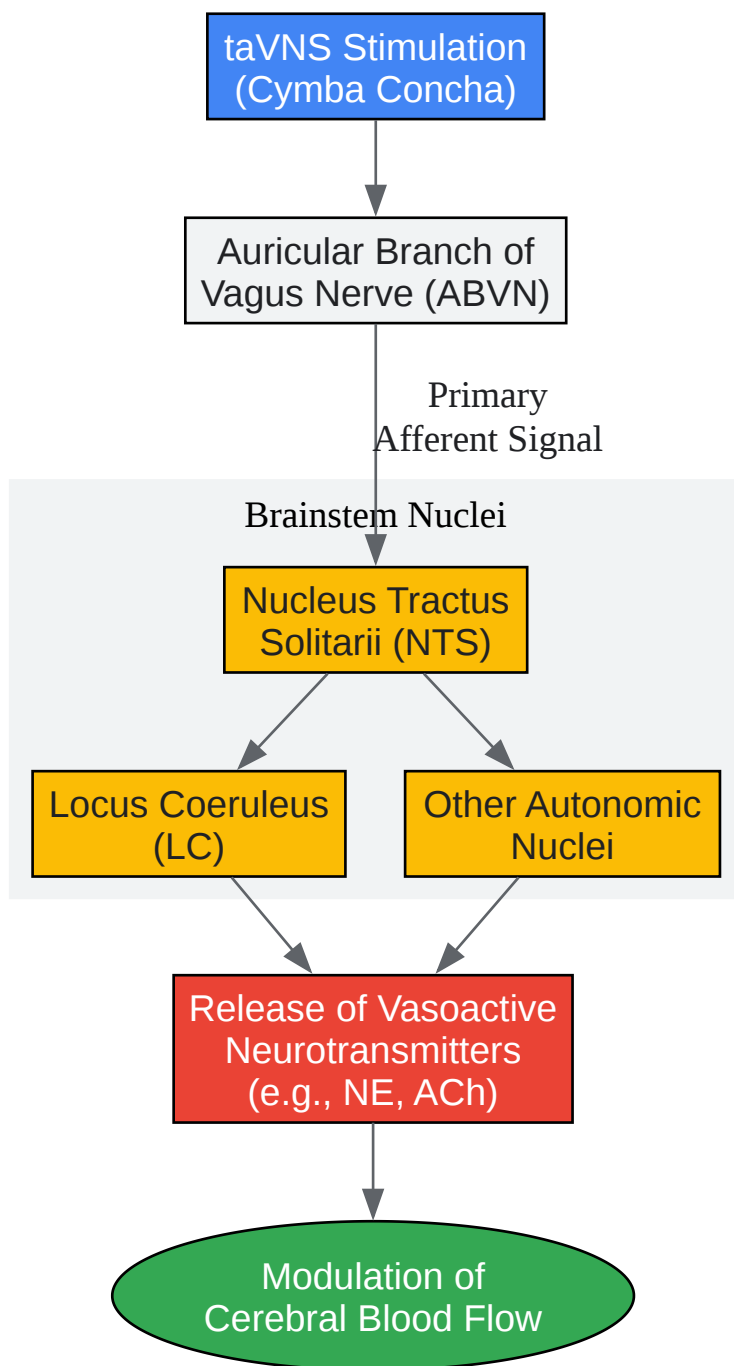 taVNS Stimulation
(Cymba Concha)
Auricular Branch of
Vagus Nerve (ABVN)
Primary
Afferent Signal
Brainstem Nuclei
Nucleus Tractus
Solitarii (NTS)
Locus Coeruleus
(LC)
Other Autonomic
Nuclei
Release of Vasoactive
Neurotransmitters
(e.g., NE, ACh)
Modulation of
Cerebral Blood Flow